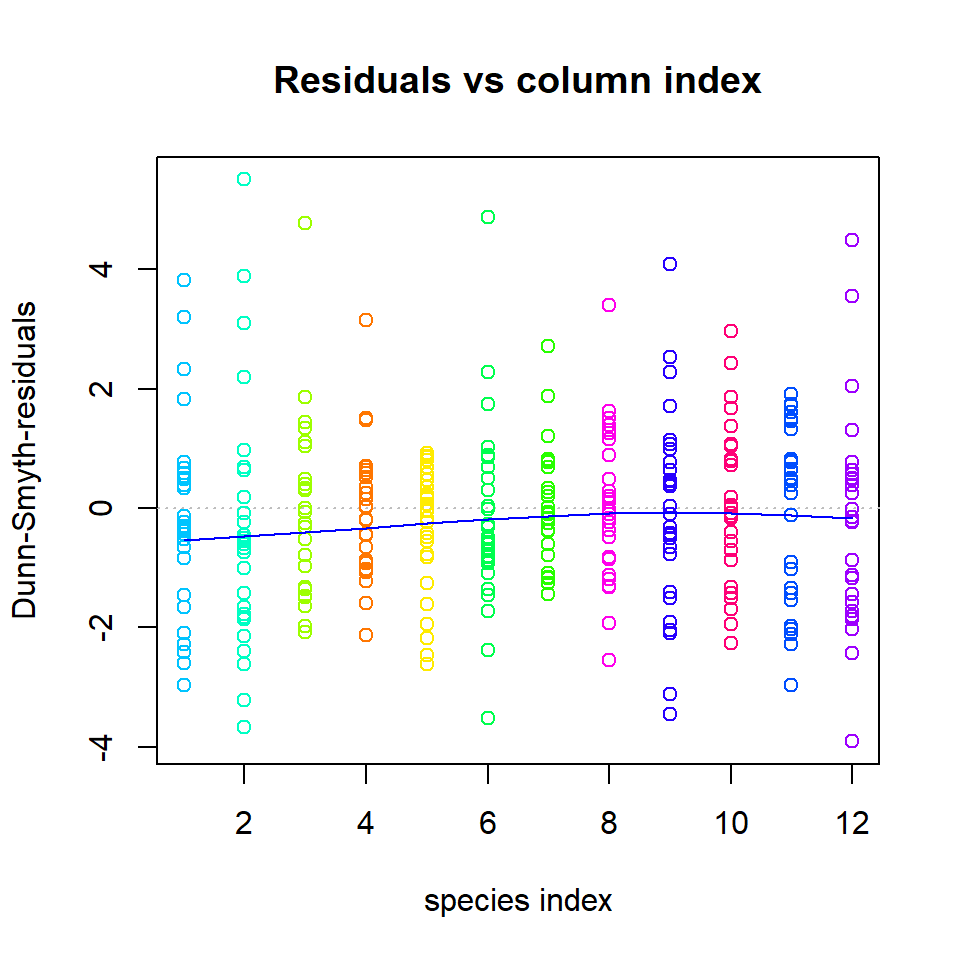 Residuals vs column index
Dunn-Smyth-residuals
4
2
0
-2
-4
2 4 6 8 10 12
species index